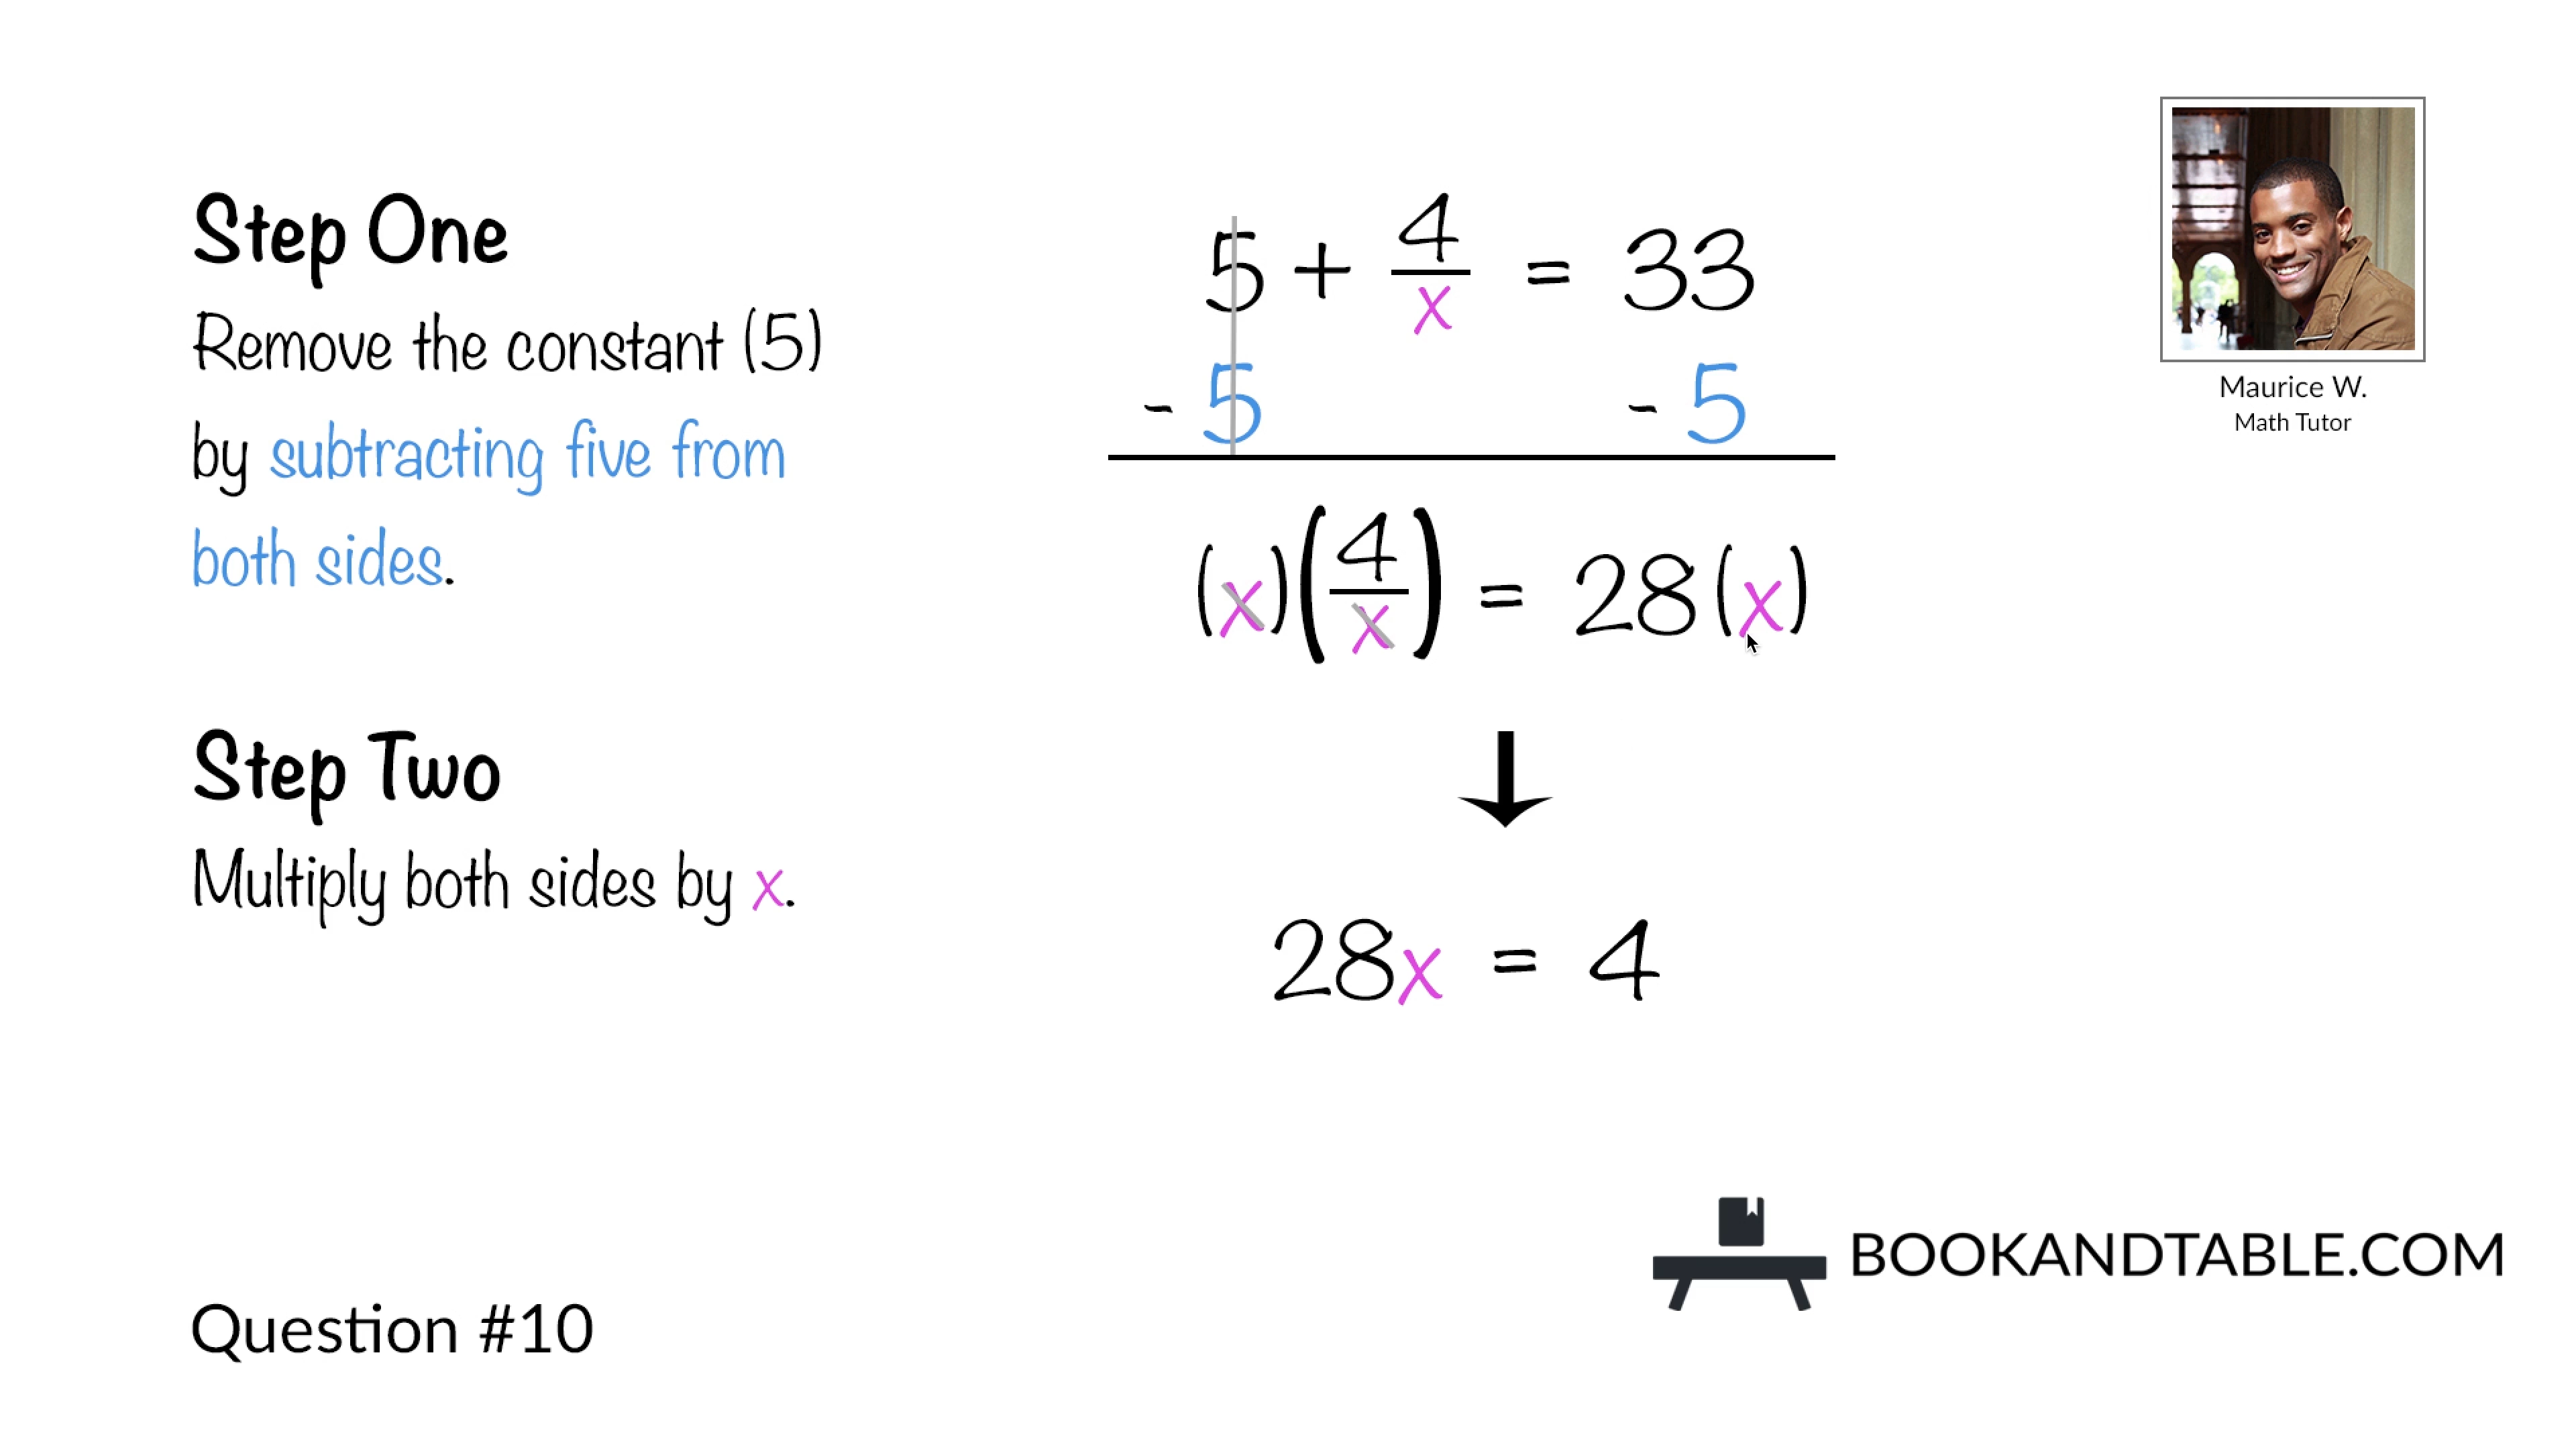 Step One
Remove the constant (5)
by subtracting five from
both sides.
Step Two
Multiply both sides by x.
5 + 4/x = 33
- 5 - 5
(x)(4/x) = 28(x)
↓
28x = 4
Maurice W.
Math Tutor
BOOKANDTABLE.COM
Question #10